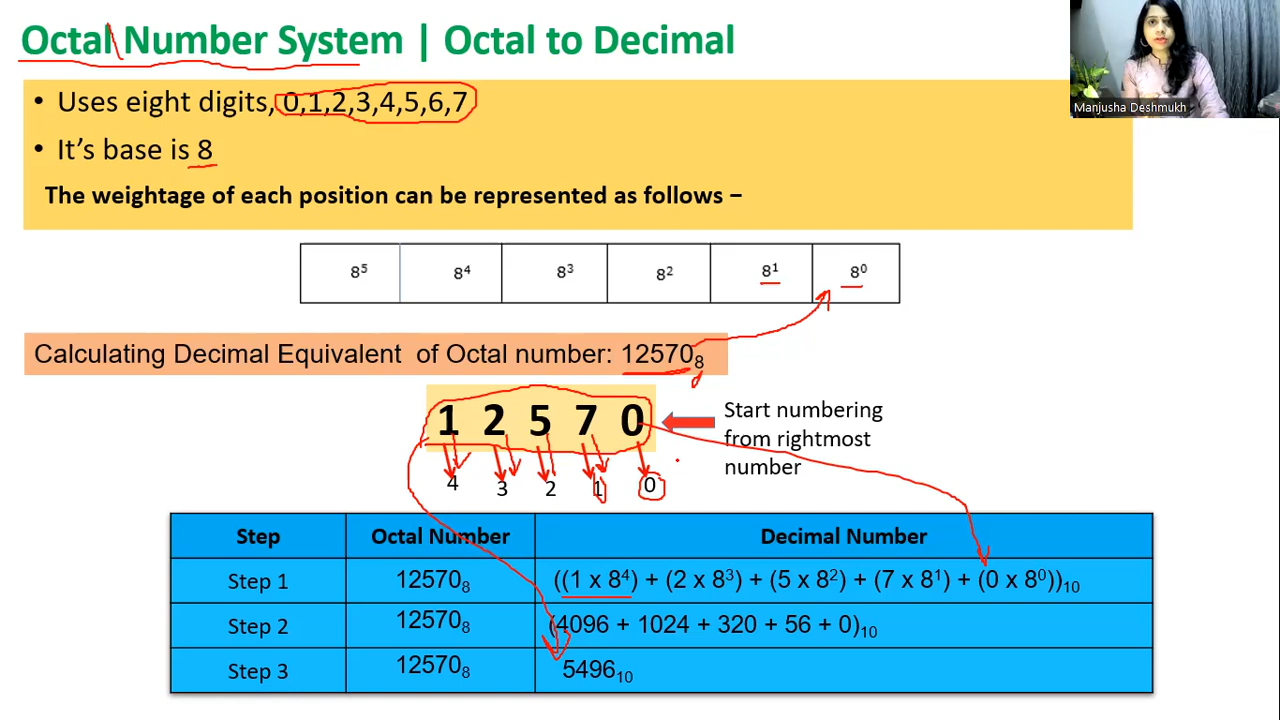 Octal Number System | Octal to Decimal
Manjusha Deshmukh
• Uses eight digits, 0,1,2,3,4,5,6,7
• It's base is 8
The weightage of each position can be represented as follows −
8⁵ 8⁴ 8³ 8² 8¹ 8⁰
Calculating Decimal Equivalent of Octal number: 12570₈
1 2 5 7 0
4 3 2 1 0
Start numbering
from rightmost
number
Step Octal Number Decimal Number
Step 1 12570₈ ((1 x 8⁴) + (2 x 8³) + (5 x 8²) + (7 x 8¹) + (0 x 8⁰))₁₀
Step 2 12570₈ (4096 + 1024 + 320 + 56 + 0)₁₀
Step 3 12570₈ 5496₁₀